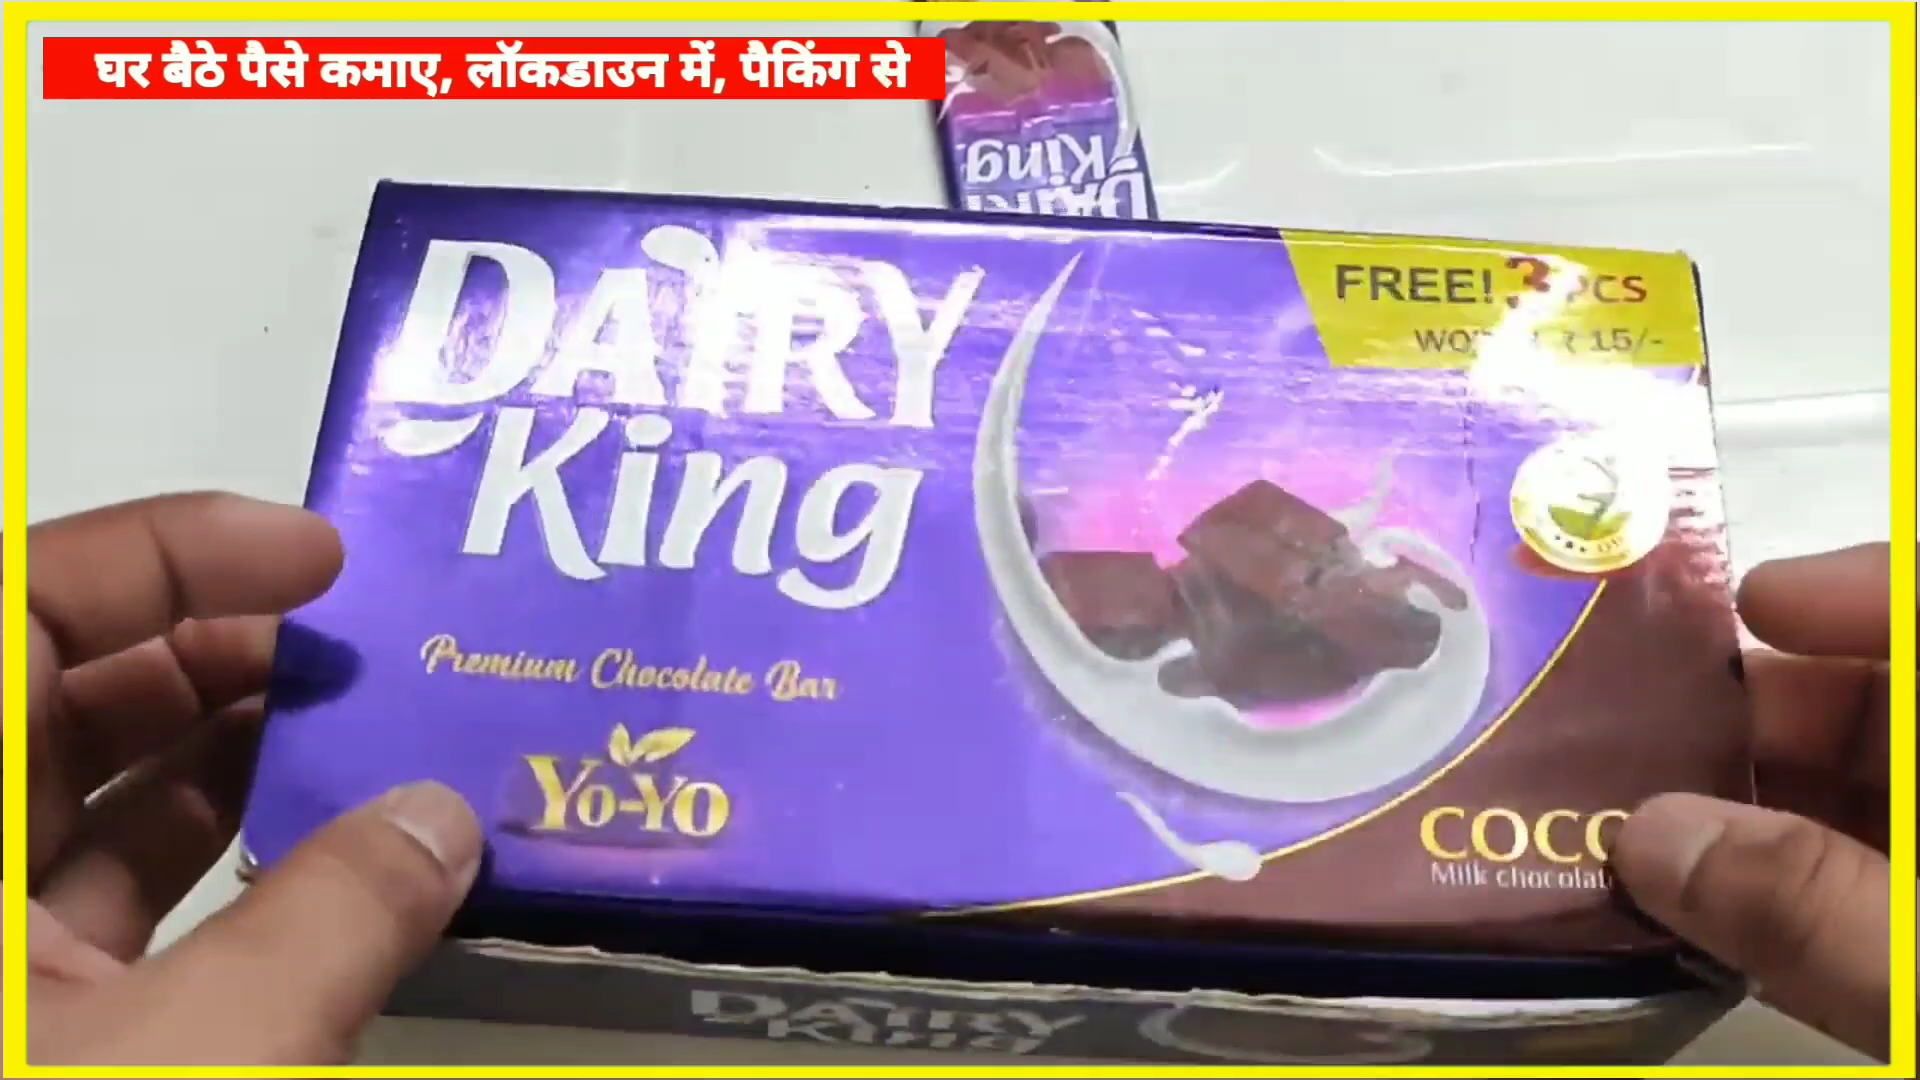 घर बैठे पैसे कमाए, लॉकडाउन में, पैकिंग से
King
DAIRY
FREE! 3 PCS
15/-
DAIRY
King
Premium Chocolate Bar
Yo-Yo
COCO
Milk chocolat
DAIRY
King